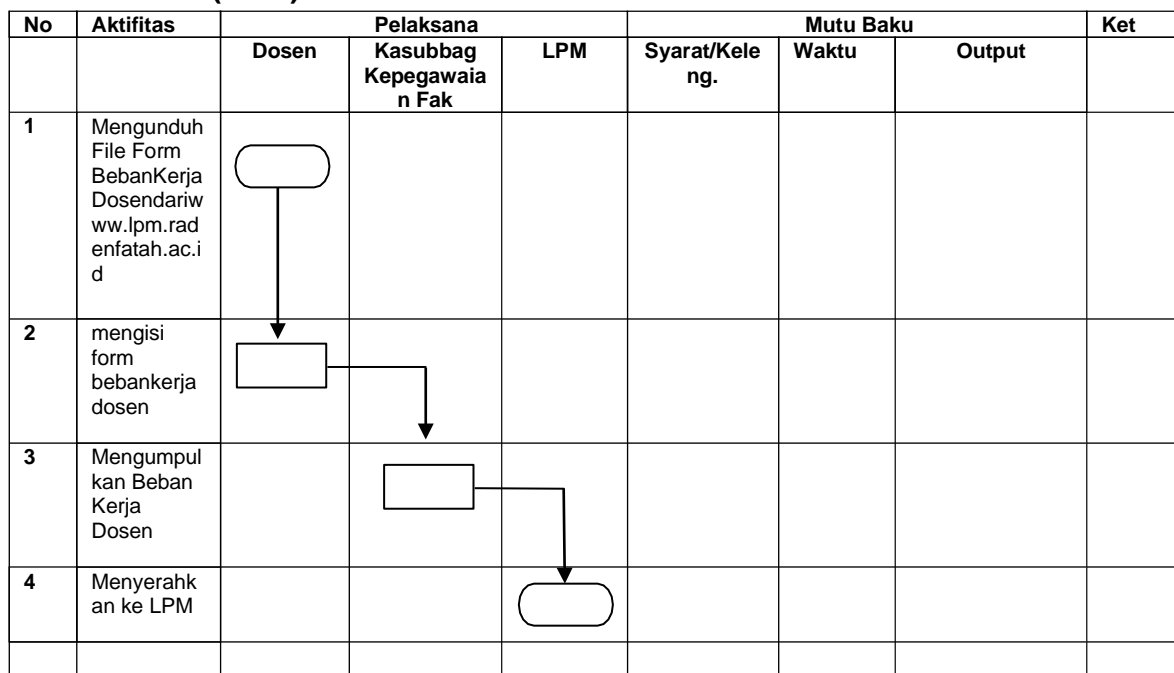 No Aktifitas Pelaksana Mutu Baku Ket
Dosen Kasubbag Kepegawaia n Fak LPM Syarat/Kele ng. Waktu Output
1 Mengunduh
File Form
BebanKerja
Dosendariw
ww.lpm.rad
enfatah.ac.i
d
2 mengisi
form
bebankerja
dosen
3 Mengumpul
kan Beban
Kerja
Dosen
4 Menyerahk
an ke LPM